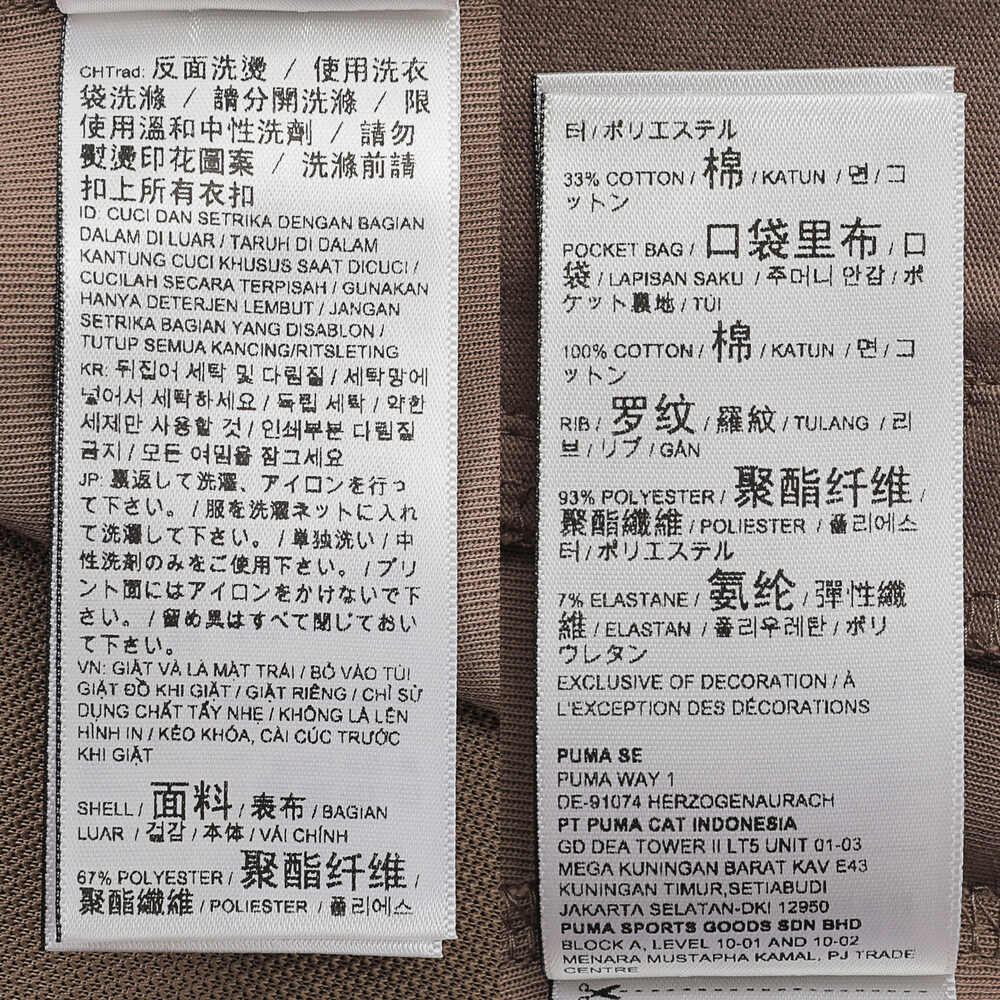 CHTrad: 反面洗燙 / 使用洗衣
袋洗滌 / 請分開洗滌 / 限
使用溫和中性洗劑 / 請勿
熨燙印花圖案 / 洗滌前請
扣上所有衣扣
ID: CUCI DAN SETRIKA DENGAN BAGIAN
DALAM DI LUAR / TARUH DI DALAM
KANTUNG CUCI KHUSUS SAAT DICUCI /
CUCILAH SECARA TERPISAH / GUNAKAN
HANYA DETERJEN LEMBUT / JANGAN
SETRIKA BAGIAN YANG DISABLON /
TUTUP SEMUA KANCING/RITSLETING
KR: 뒤집어 세탁 및 다림질 / 세탁망에
넣어서 세탁하세요 / 독립 세탁 / 약한
세제만 사용할 것 / 인쇄부분 다림질
금지 / 모든 여밈을 잠그세요
JP: 裏返して洗濯、アイロンを行っ
て下さい。 / 服を洗濯ネットに入れ
て洗濯して下さい。 / 単独洗い / 中
性洗剤のみをご使用下さい。 / プリ
ント面にはアイロンをかけないで下
さい。 / 留め具はすべて閉じておい
て下さい。
VN: GIẶT VÀ LÀ MẶT TRÁI / BỎ VÀO TÚI
GIẶT ĐỒ KHI GIẶT / GIẶT RIÊNG / CHỈ SỬ
DỤNG CHẤT TẨY NHẸ / KHÔNG LÀ LÊN
HÌNH IN / KÉO KHÓA, CÀI CÚC TRƯỚC
KHI GIẶT
SHELL / 面料 / 表布 / BAGIAN
LUAR / 겉감 / 本体 / VẢI CHÍNH
67% POLYESTER / 聚酯纤维 /
聚酯纖維 / POLIESTER / 폴리에스
터 / ポリエステル
33% COTTON / 棉 / KATUN / 면 / コ
ットン
POCKET BAG / 口袋里布 / 口
袋 / LAPISAN SAKU / 주머니 안감 / ポ
ケット裏地 / TÚI
100% COTTON / 棉 / KATUN / 면 / コ
ットン
RIB / 罗纹 / 羅紋 / TULANG / 리
브 / リブ / GÂN
93% POLYESTER / 聚酯纤维 /
聚酯纖維 / POLIESTER / 폴리에스
터 / ポリエステル
7% ELASTANE / 氨纶 / 彈性纖
維 / ELASTAN / 폴리우레탄 / ポリ
ウレタン
EXCLUSIVE OF DECORATION / À
L'EXCEPTION DES DÉCORATIONS
PUMA SE
PUMA WAY 1
DE-91074 HERZOGENAURACH
PT PUMA CAT INDONESIA
GD DEA TOWER II LT5 UNIT 01-03
MEGA KUNINGAN BARAT KAV E43
KUNINGAN TIMUR,SETIABUDI
JAKARTA SELATAN-DKI 12950
PUMA SPORTS GOODS SDN BHD
BLOCK A, LEVEL 10-01 AND 10-02
MENARA MUSTAPHA KAMAL, PJ TRADE
CENTRE